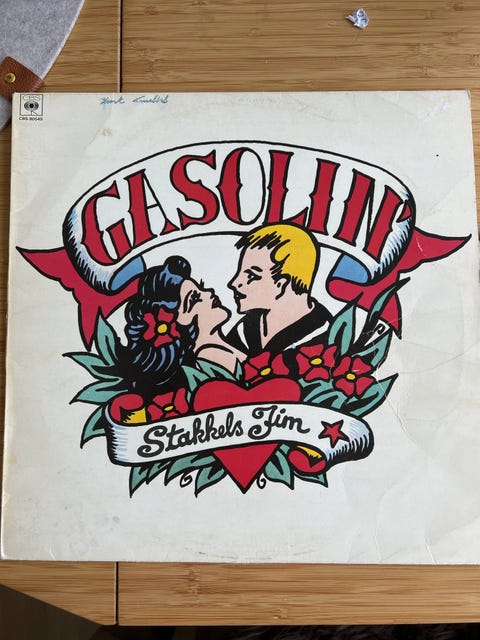 CBS
CBS 80549
GASOLIN'
Stakkels Jim